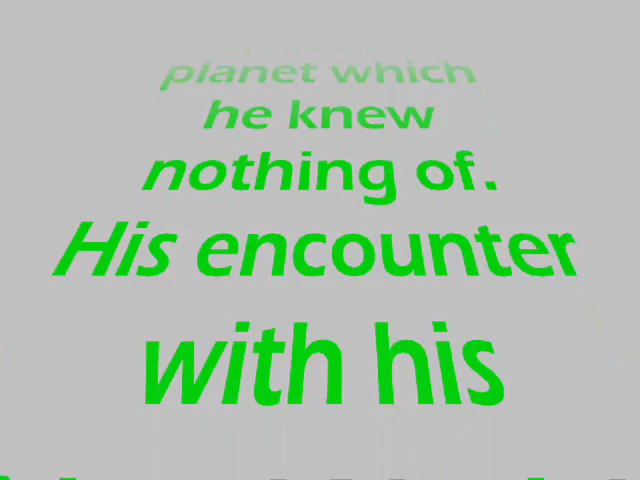 planet which
he knew
nothing of.
His encounter
with his